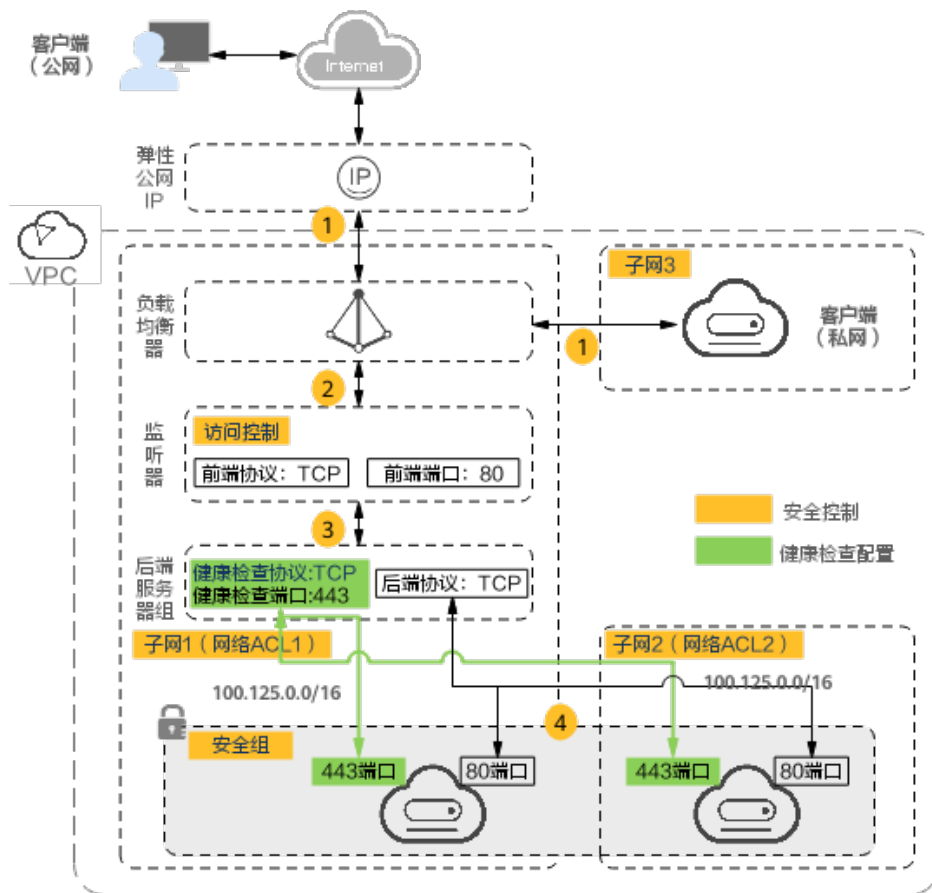 客户端
（公网）
Internet
弹性
公网
IP
IP
1
VPC
子网3
负载
均衡
器
客户端
（私网）
1
2
监
听
器
访问控制
前端协议：TCP
前端端口：80
安全控制
3
健康检查配置
后端
服务
器组
健康检查协议:TCP
健康检查端口:443
后端协议：TCP
子网1（网络ACL1）
子网2（网络ACL2）
100.125.0.0/16
100.125.0.0/16
4
安全组
443端口
80端口
443端口
80端口